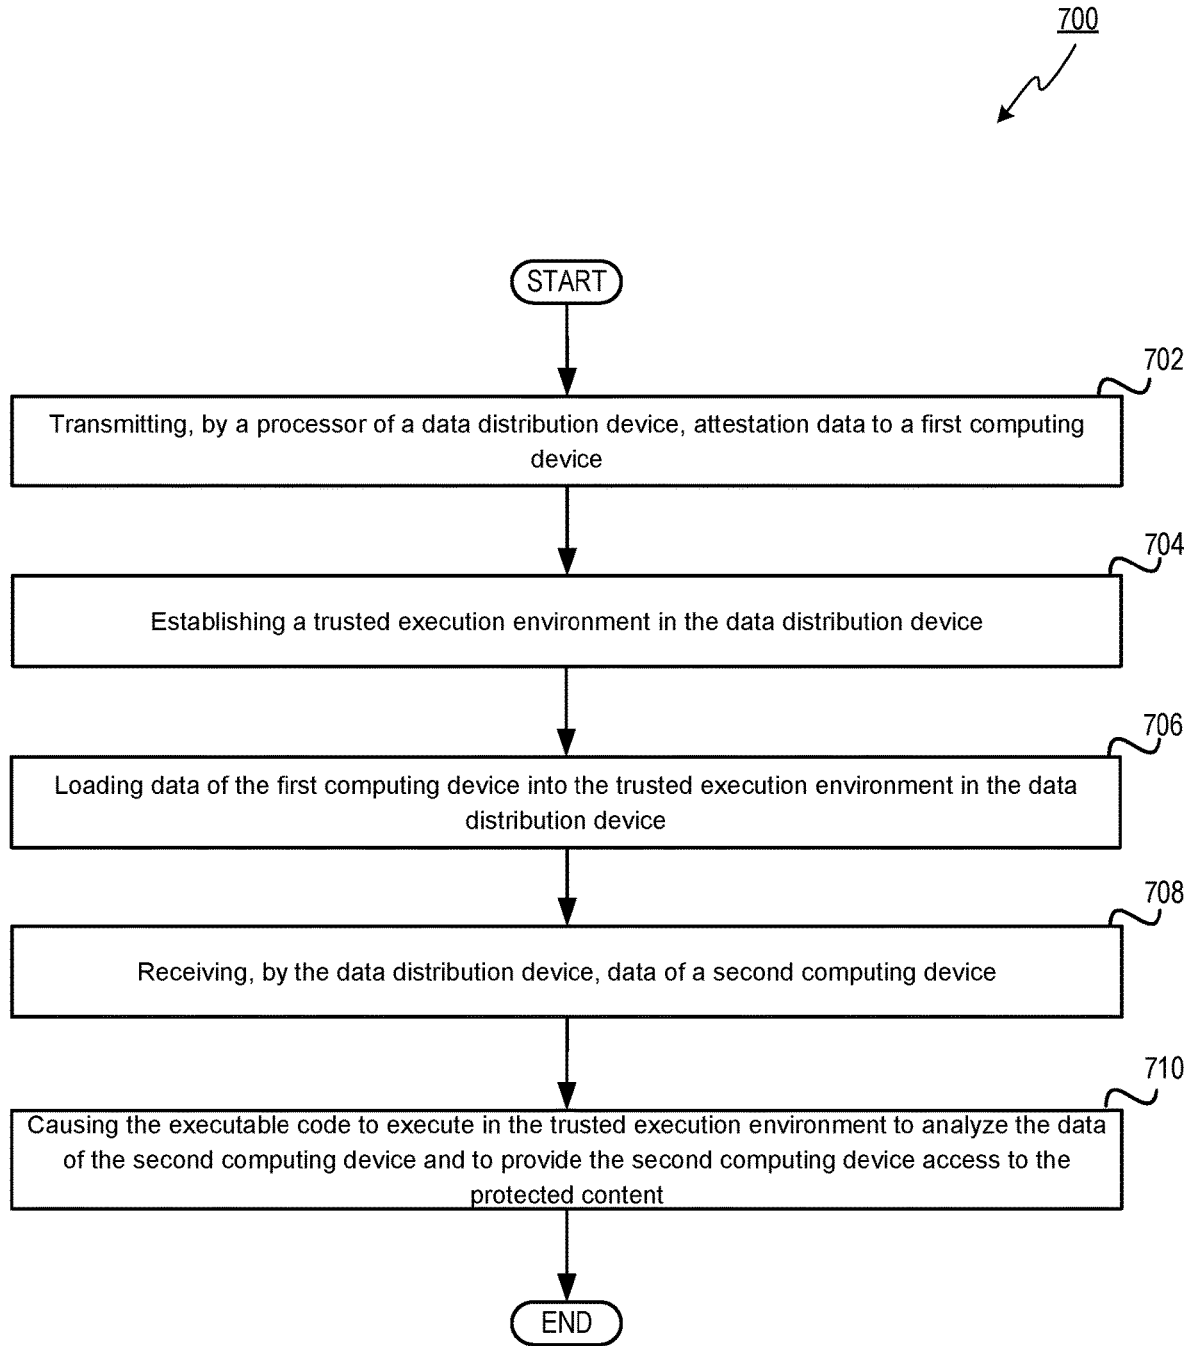 700
START
702
Transmitting, by a processor of a data distribution device, attestation data to a first computing
device
704
Establishing a trusted execution environment in the data distribution device
706
Loading data of the first computing device into the trusted execution environment in the data
distribution device
708
Receiving, by the data distribution device, data of a second computing device
710
Causing the executable code to execute in the trusted execution environment to analyze the data
of the second computing device and to provide the second computing device access to the
protected content
END